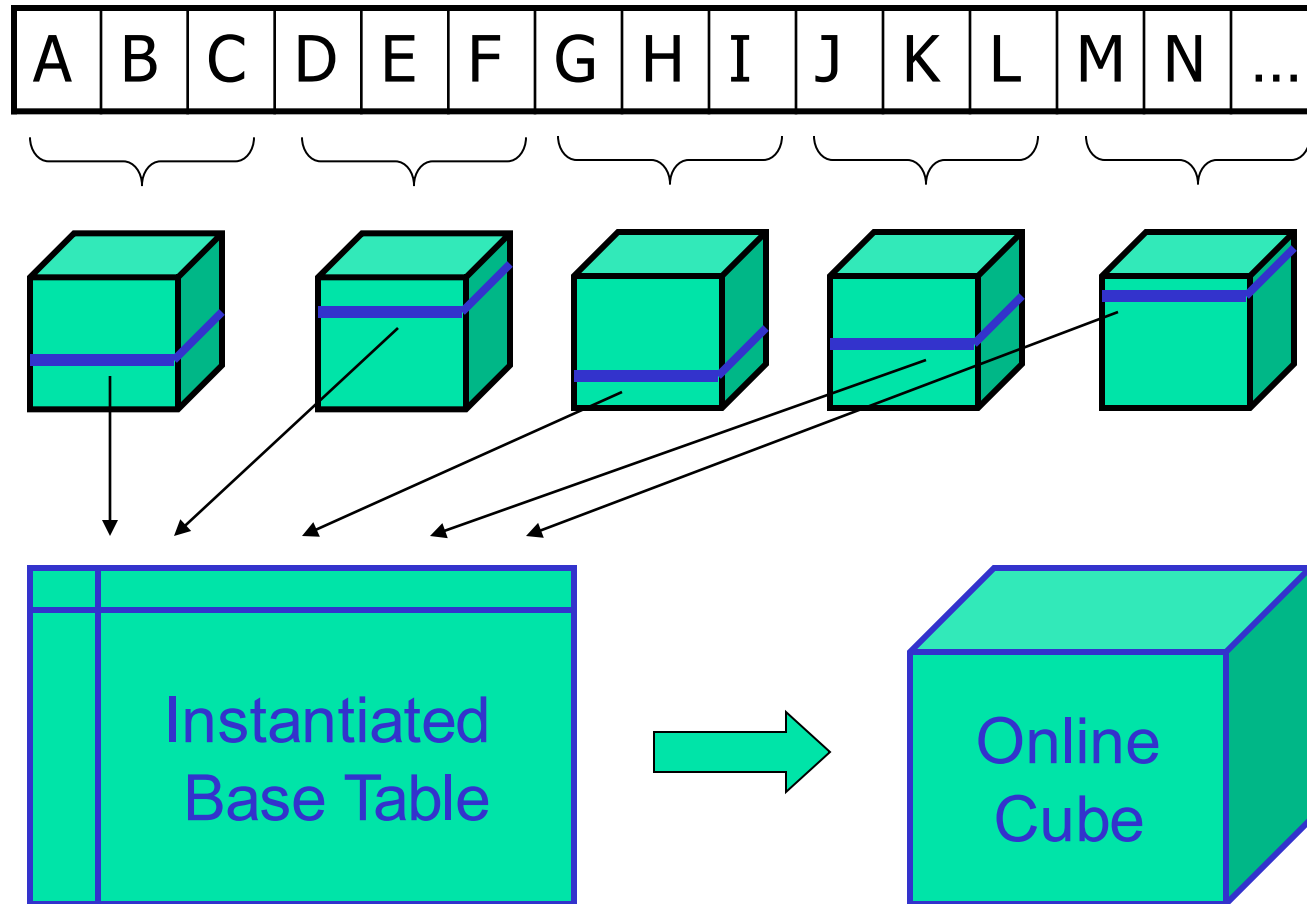 A B C D E F G H I J K L M N ...
Instantiated
Base Table
Online
Cube